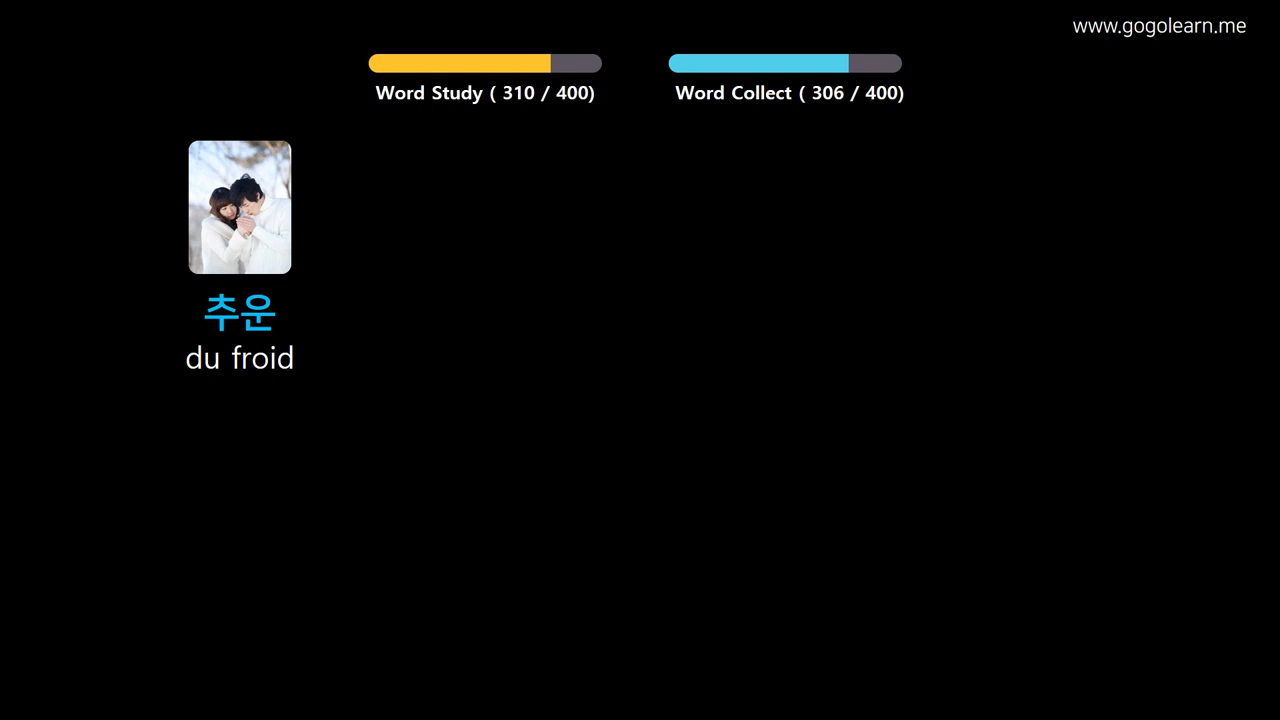 www.gogolearn.me
Word Study ( 310 / 400)
Word Collect ( 306 / 400)
추운
du froid